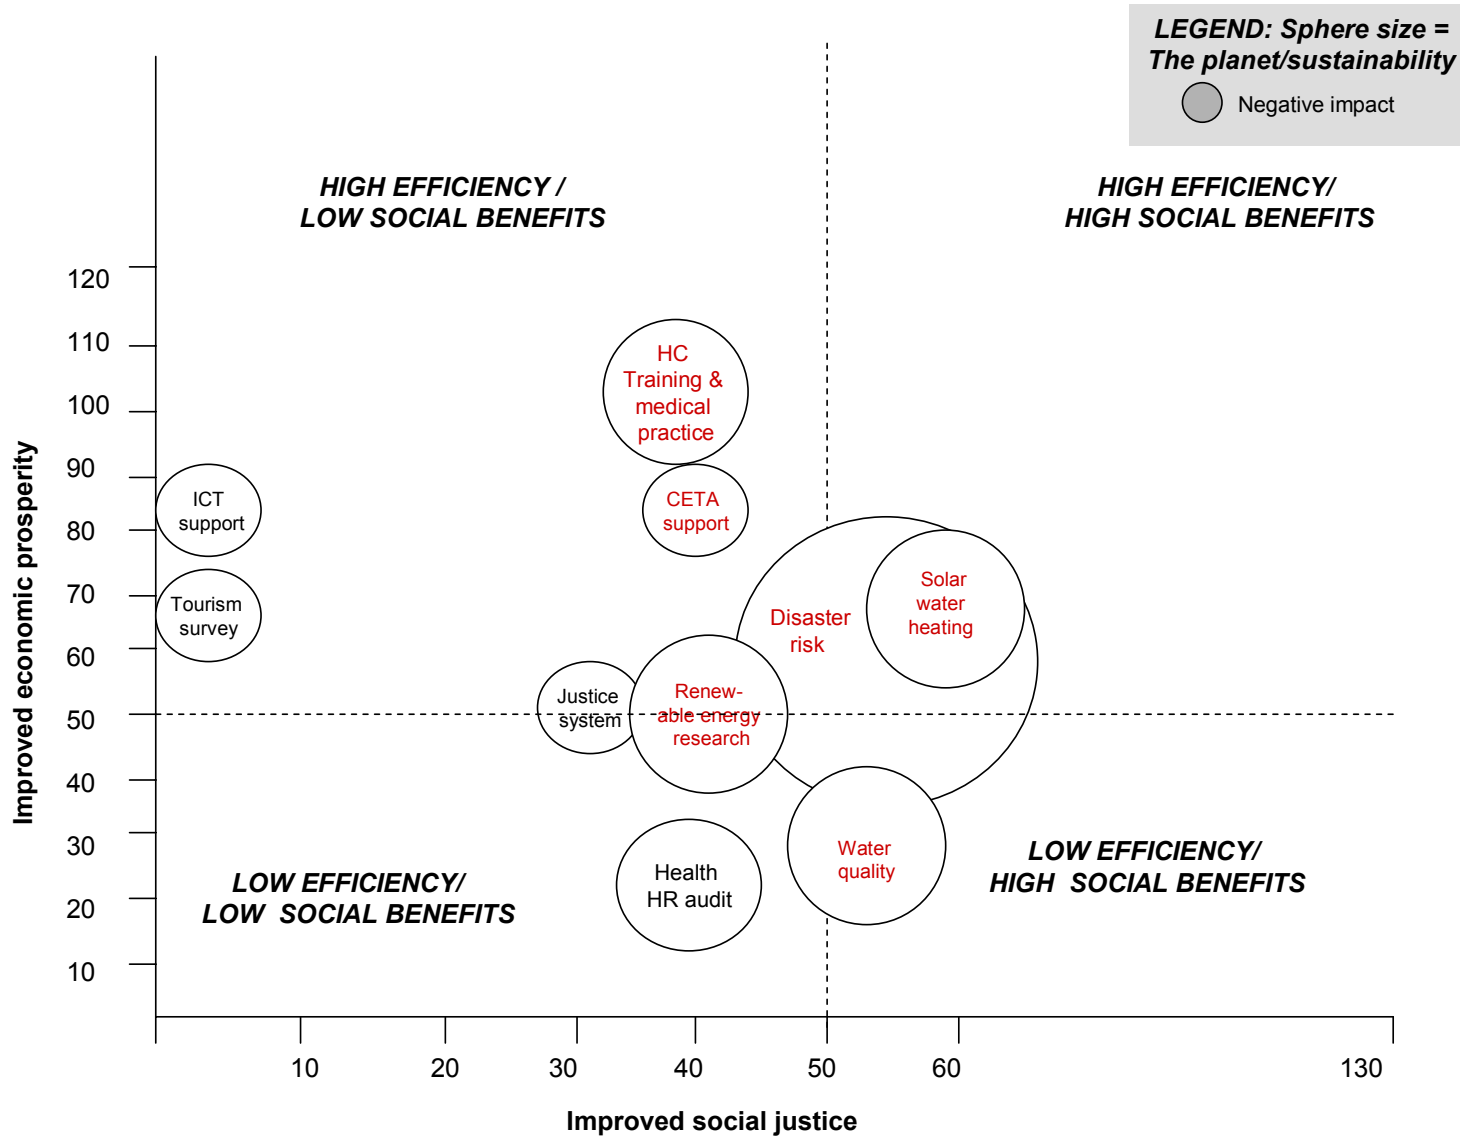 LEGEND: Sphere size =
The planet/sustainability
Negative impact
HIGH EFFICIENCY /
LOW SOCIAL BENEFITS
HIGH EFFICIENCY/
HIGH SOCIAL BENEFITS
Improved economic prosperity
120
110
100
90
80
70
60
50
40
30
20
10
HC
Training &
medical
practice
ICT
support
CETA
support
Tourism
survey
Solar
water
heating
Disaster
risk
Justice
system
Renew-
able energy
research
Water
quality
Health
HR audit
LOW EFFICIENCY/
LOW  SOCIAL BENEFITS
LOW EFFICIENCY/
HIGH  SOCIAL BENEFITS
10
20
30
40
50
60
130
Improved social justice